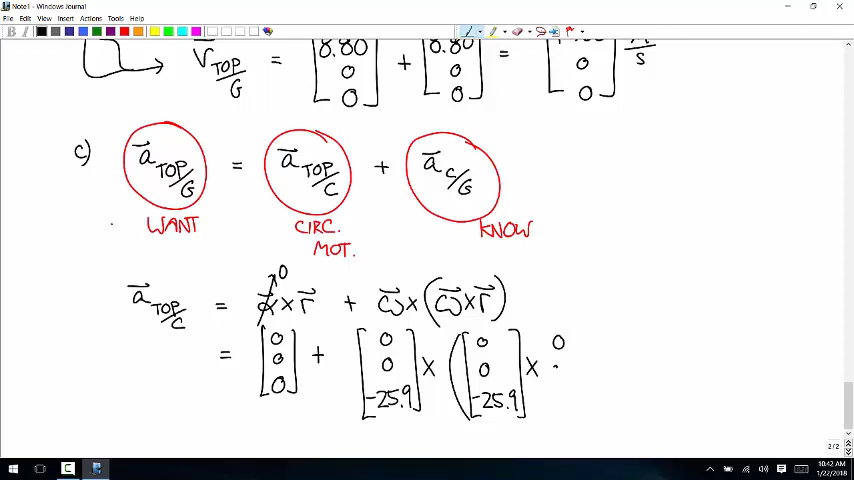 Note1 - Windows Journal
File Edit View Insert Actions Tools Help
V⃗ TOP/G = [8.80 0 0] + [8.80 0 0] = [ 0 0] s
c) a⃗ TOP/G = a⃗ TOP/C + a⃗ C/G
WANT CIRC. MOT. KNOW
a⃗ TOP/C = α⃗ 0 × r⃗ + ω⃗ × (ω⃗ × r⃗)
= [0 0 0] + [0 0 -25.9] × ([0 0 -25.9] × 0
2/2
10:42 AM
1/22/2018